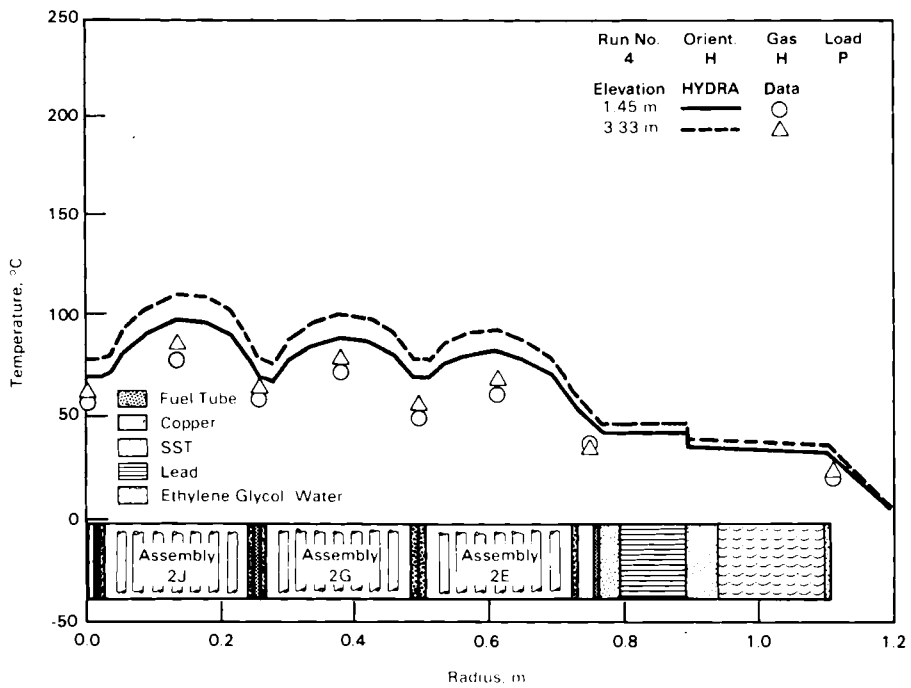 250
200
150
100
50
0
-50
Temperature, °C
Run No. Orient. Gas Load
4 H H P
Elevation HYDRA Data
1.45 m
3.33 m
Fuel Tube
Copper
SST
Lead
Ethylene Glycol Water
Assembly 2J
Assembly 2G
Assembly 2E
0.0 0.2 0.4 0.6 0.8 1.0 1.2
Radius, m